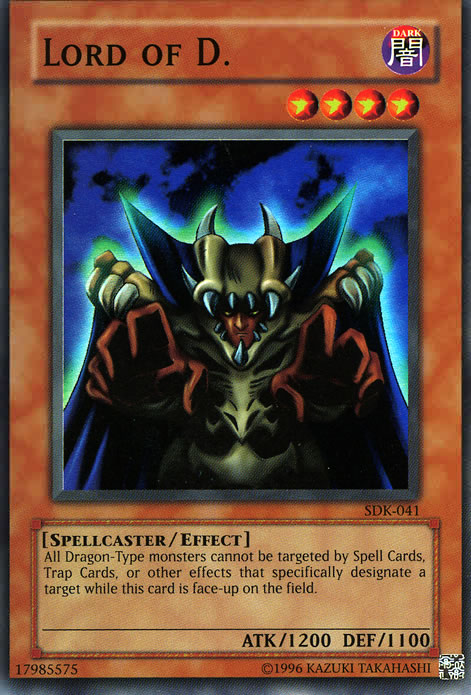 LORD OF D.
DARK
闇
SDK-041
[SPELLCASTER/EFFECT]
All Dragon-Type monsters cannot be targeted by Spell Cards,
Trap Cards, or other effects that specifically designate a
target while this card is face-up on the field.
ATK/1200 DEF/1100
17985575
©1996 KAZUKI TAKAHASHI